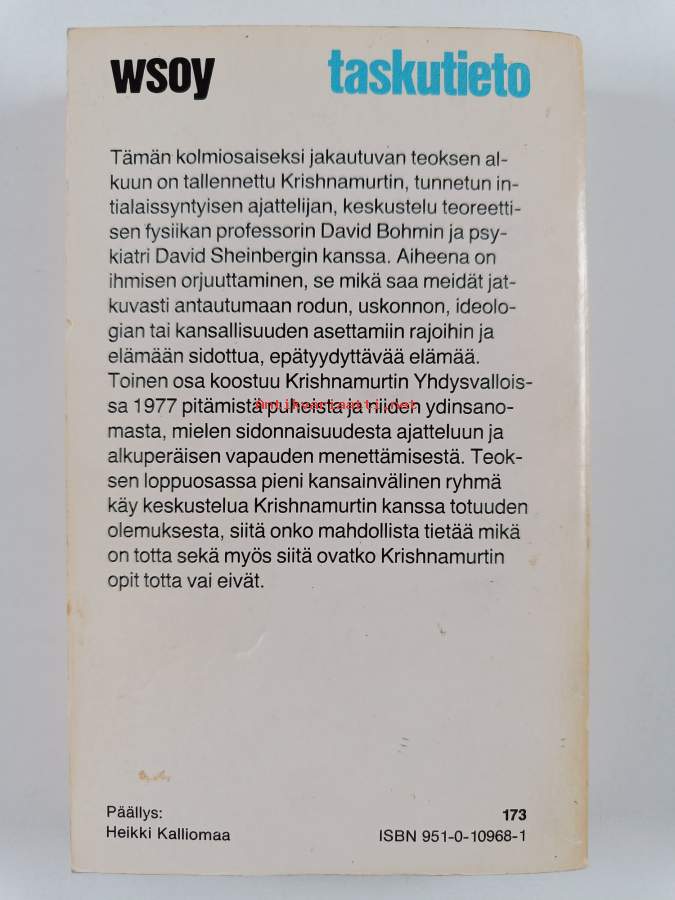 wsoy taskutieto
Tämän kolmiosaiseksi jakautuvan teoksen al-
kuun on tallennettu Krishnamurtin, tunnetun in-
tialaissyntyisen ajattelijan, keskustelu teoreetti-
sen fysiikan professorin David Bohmin ja psy-
kiatri David Sheinbergin kanssa. Aiheena on
ihmisen orjuuttaminen, se mikä saa meidät jat-
kuvasti antautumaan rodun, uskonnon, ideolo-
gian tai kansallisuuden asettamiin rajoihin ja
elämään sidottua, epätyydyttävää elämää.
Toinen osa koostuu Krishnamurtin Yhdysvallois-
sa 1977 pitämistä puheista ja niiden ydinsano-
masta, mielen sidonnaisuudesta ajatteluun ja
alkuperäisen vapauden menettämisestä. Teok-
sen loppuosassa pieni kansainvälinen ryhmä
käy keskustelua Krishnamurtin kanssa totuuden
olemuksesta, siitä onko mahdollista tietää mikä
on totta sekä myös siitä ovatko Krishnamurtin
opit totta vai eivät.
Antikvariaatti.net
Päällys: 173
Heikki Kalliomaa ISBN 951-0-10968-1